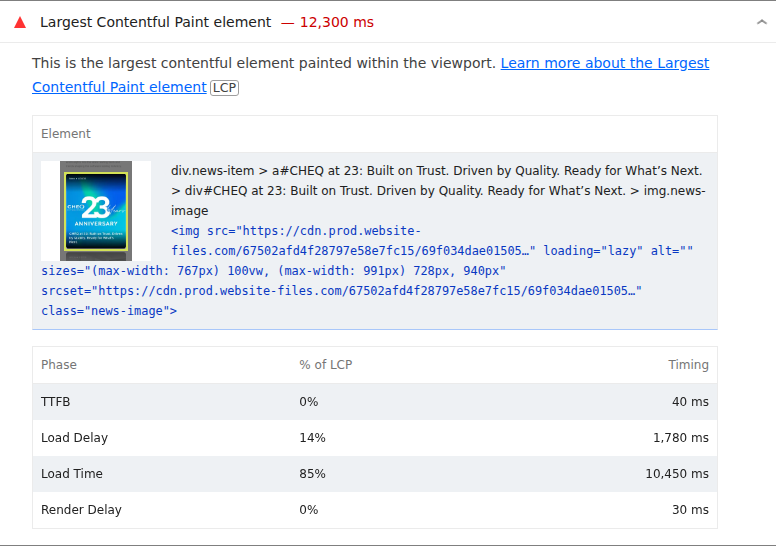 Largest Contentful Paint element — 12,300 ms
This is the largest contentful element painted within the viewport. Learn more about the Largest
Contentful Paint element LCP
Element
CHEQ
23
Years
ANNIVERSARY
div.news-item > a#CHEQ at 23: Built on Trust. Driven by Quality. Ready for What’s Next.
> div#CHEQ at 23: Built on Trust. Driven by Quality. Ready for What’s Next. > img.news-
image
<img src="https://cdn.prod.website-
files.com/67502afd4f28797e58e7fc15/69f034dae01505…" loading="lazy" alt=""
sizes="(max-width: 767px) 100vw, (max-width: 991px) 728px, 940px"
srcset="https://cdn.prod.website-files.com/67502afd4f28797e58e7fc15/69f034dae01505…"
class="news-image">
Phase % of LCP Timing
TTFB 0% 40 ms
Load Delay 14% 1,780 ms
Load Time 85% 10,450 ms
Render Delay 0% 30 ms